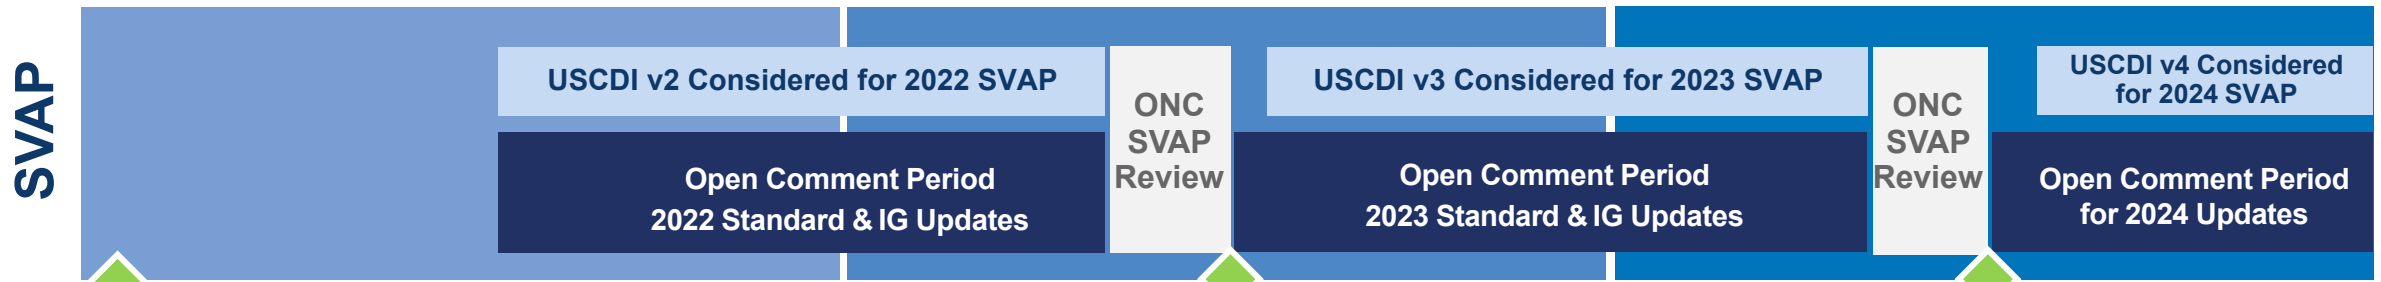 SVAP
USCDI v2 Considered for 2022 SVAP
Open Comment Period
2022 Standard & IG Updates
ONC
SVAP
Review
USCDI v3 Considered for 2023 SVAP
Open Comment Period
2023 Standard & IG Updates
ONC
SVAP
Review
USCDI v4 Considered
for 2024 SVAP
Open Comment Period
for 2024 Updates